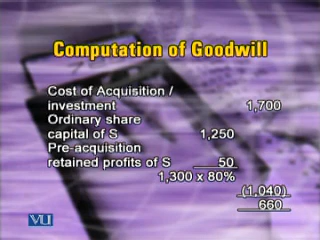 Computation of Goodwill
Cost of Acquisition /
investment 1,700
Ordinary share
capital of S 1,250
Pre-acquisition
retained profits of S 50
1,300 x 80%
(1,040)
660
VU